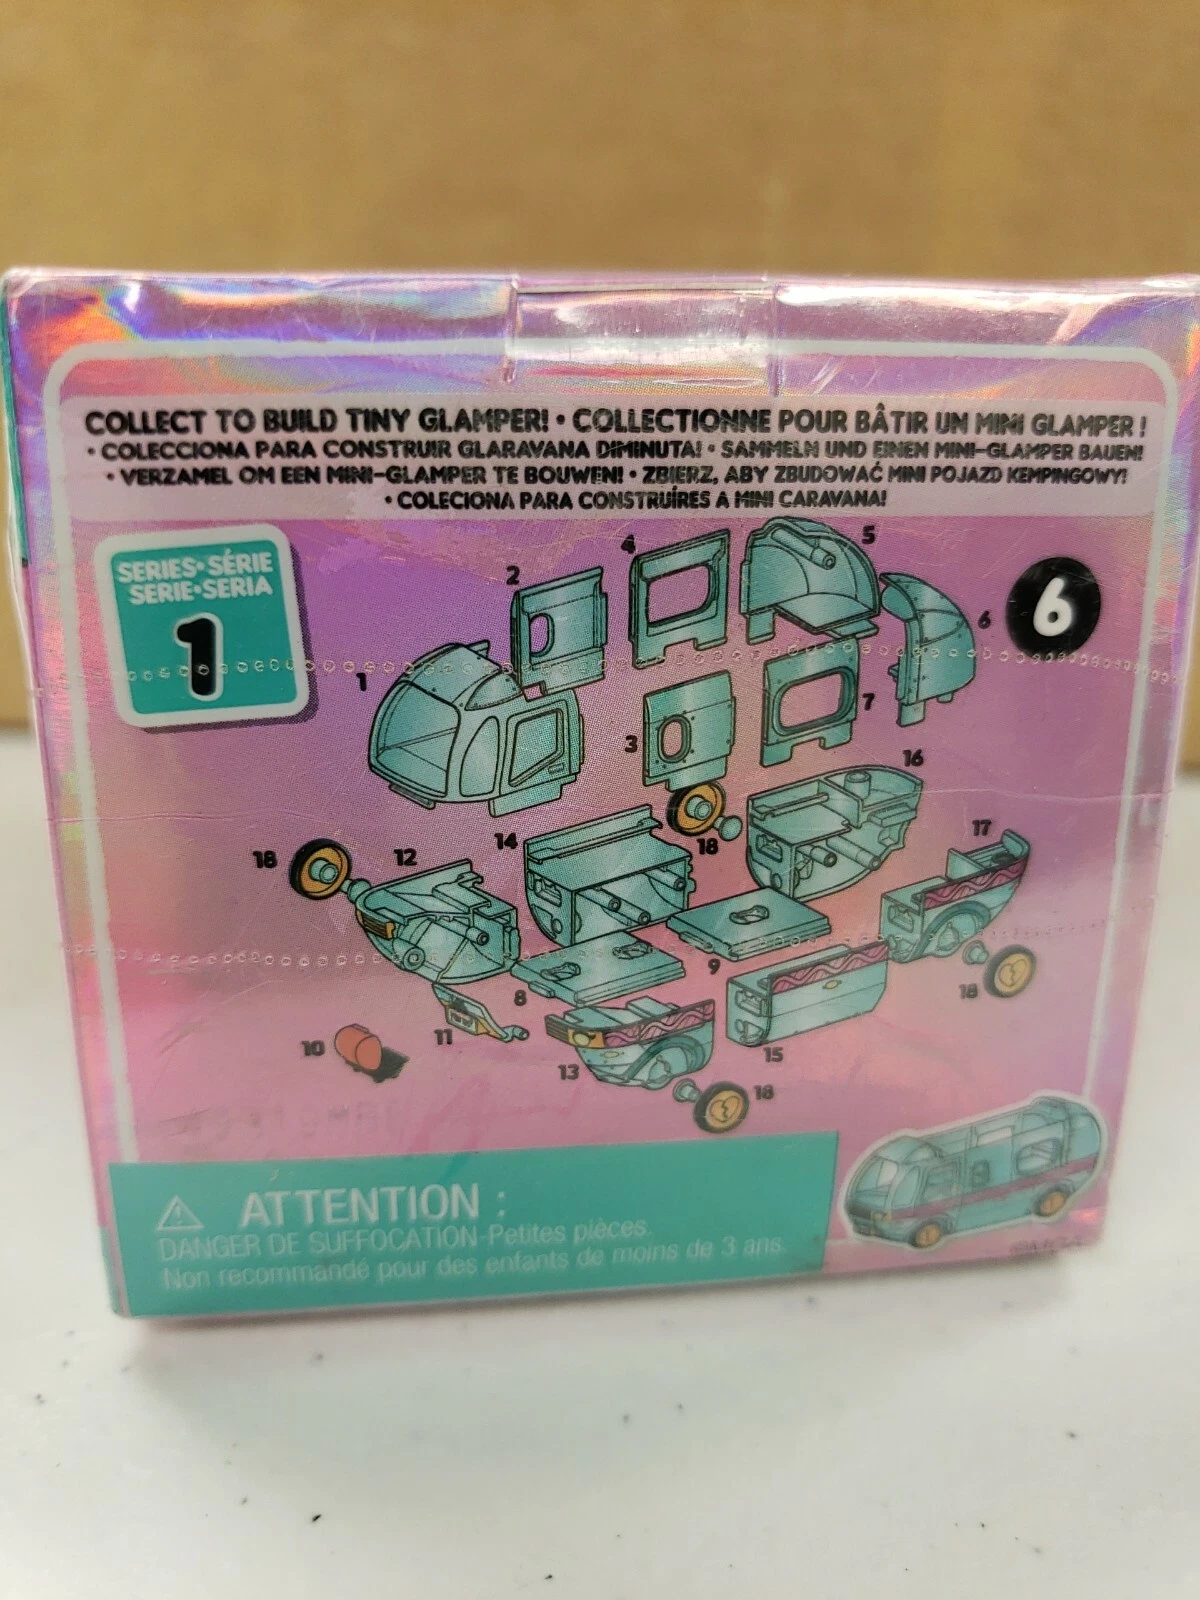 COLLECT TO BUILD TINY GLAMPER! • COLLECTIONNE POUR BÂTIR UN MINI GLAMPER !
• COLECCIONA PARA CONSTRUIR GLARAVANA DIMINUTA! • SAMMELN UND EINEM MINI-GLAMPER BAUEN!
• VERZAMEL OM EEN MINI-GLAMPER TE BOUWEN! • ZBIERZ, ABY ZBUDOWAĆ MINI POJAZD KEMPINGOWY!
• COLECIONA PARA CONSTRUÍRES A MINI CARAVANA!
SERIES•SÉRIE
SERIE•SERIA
1
6
1
2
3
4
5
6
7
16
17
14
12
18
18
9
8
11
10
13
15
18
18
ATTENTION :
DANGER DE SUFFOCATION-Petites pièces.
Non recommandé pour des enfants de moins de 3 ans.